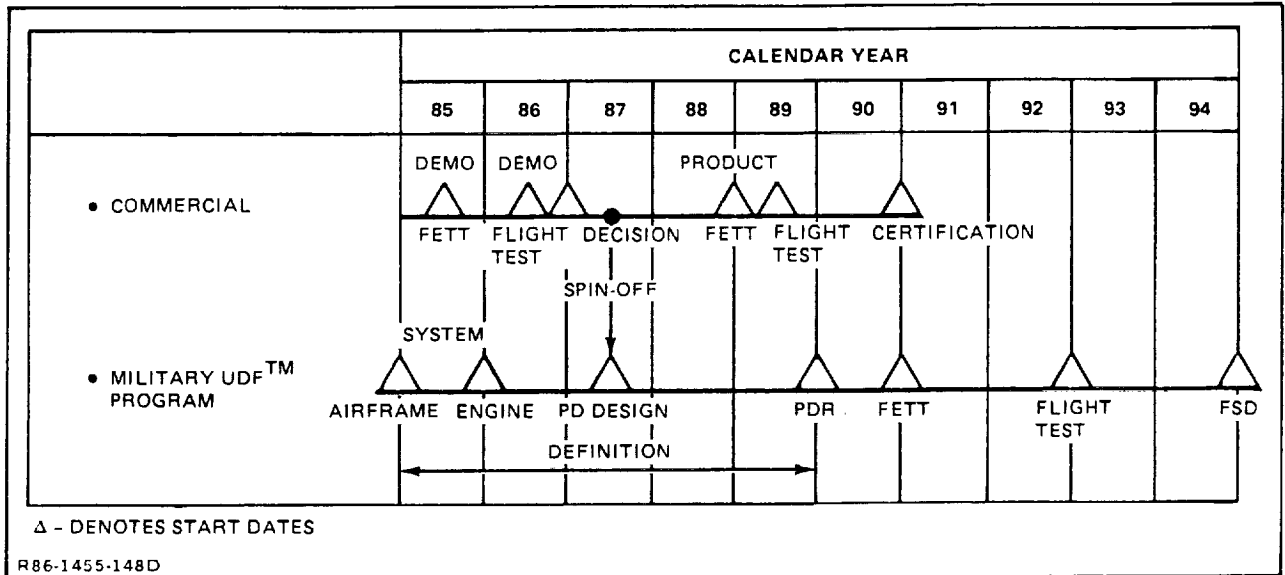 CALENDAR YEAR
85 86 87 88 89 90 91 92 93 94
DEMO DEMO PRODUCT
• COMMERCIAL
FETT FLIGHT TEST DECISION FETT FLIGHT TEST CERTIFICATION
SPIN-OFF
SYSTEM
• MILITARY UDF™ PROGRAM
AIRFRAME ENGINE PD DESIGN PDR FETT FLIGHT TEST FSD
DEFINITION
Δ – DENOTES START DATES
R86-1455-148D